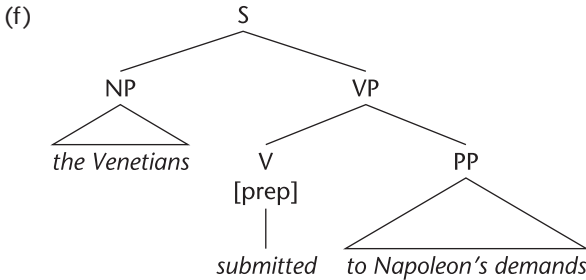 (f) S
NP VP
the Venetians V PP
[prep]
submitted to Napoleon's demands